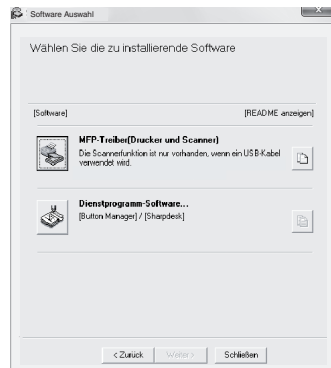 Software Auswahl
Wählen Sie die zu installierende Software
[Software] [README anzeigen]
MFP-Treiber(Drucker und Scanner)
Die Scannerfunktion ist nur vorhanden, wenn ein USB-Kabel
verwendet wird.
Dienstprogramm-Software...
[Button Manager] / [Sharpdesk]
< Zurück Weiter > Schließen